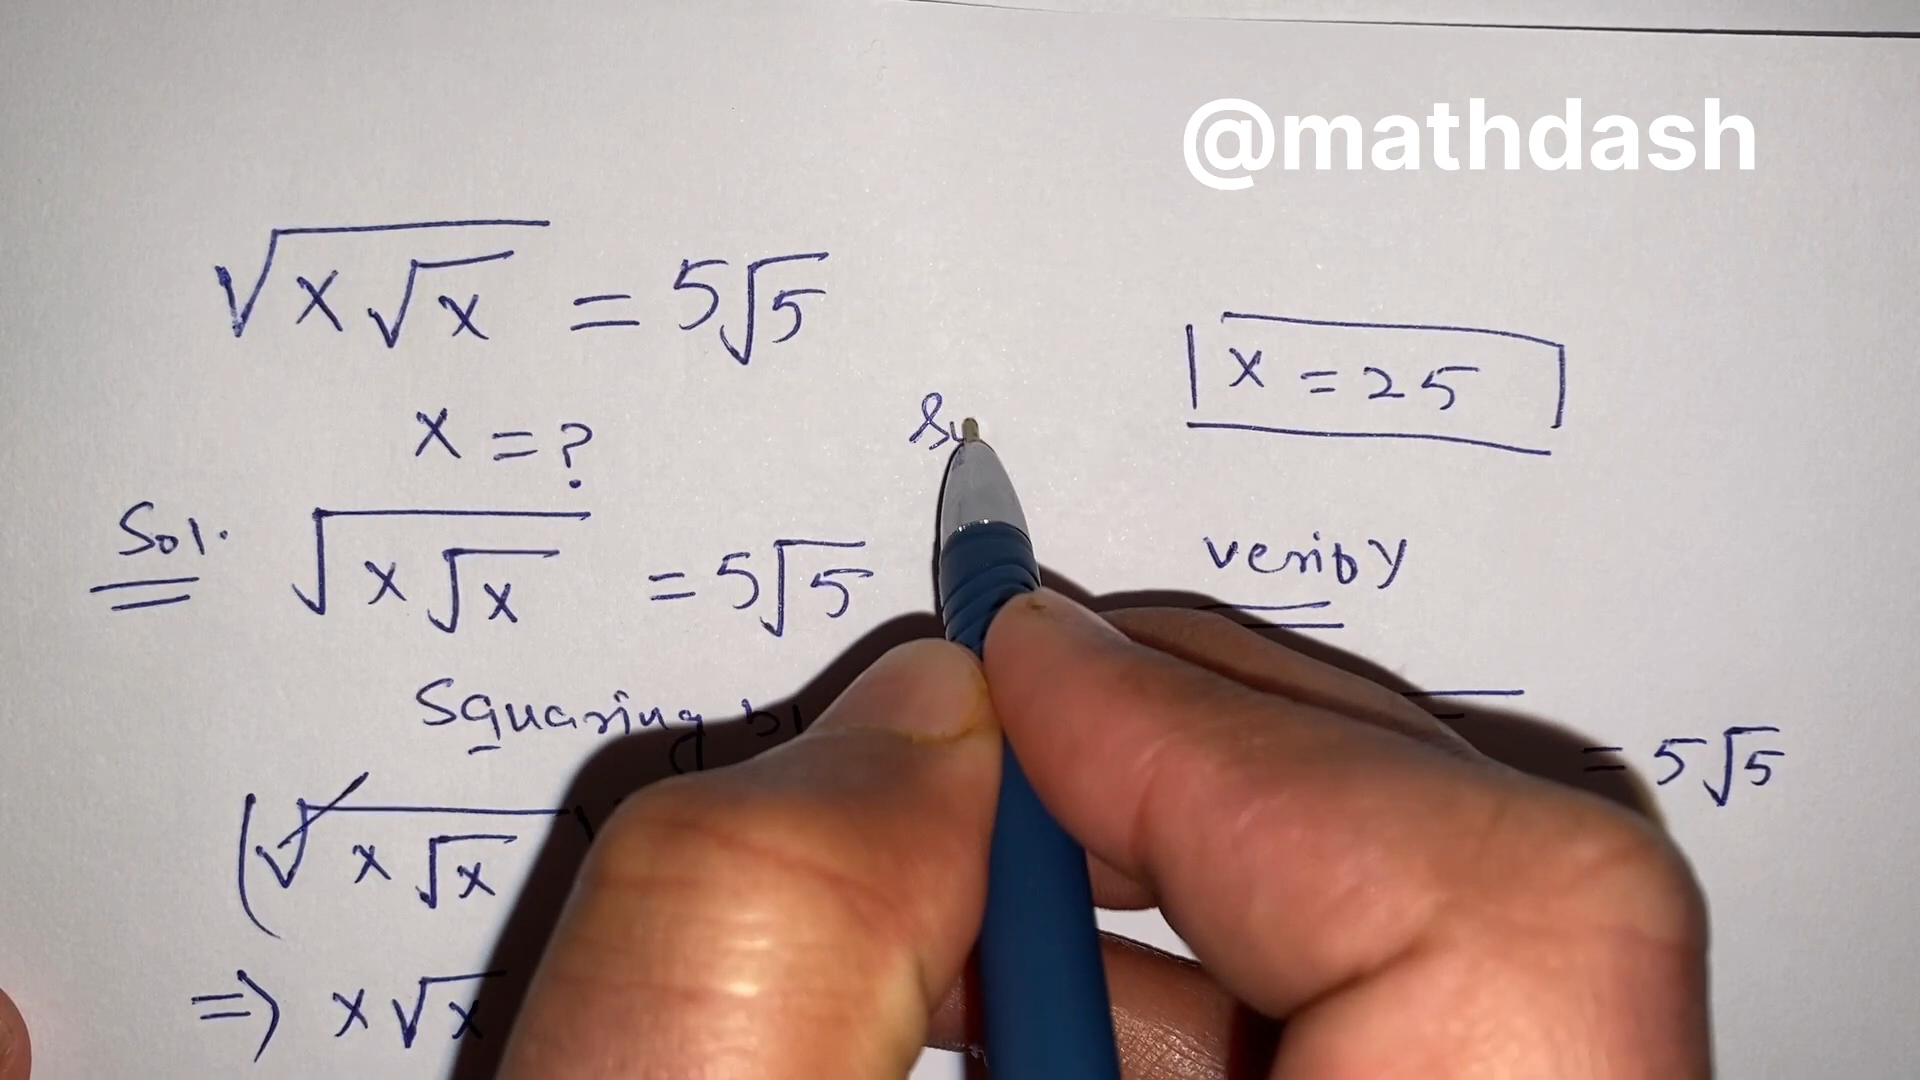 @mathdash
√(x√x) = 5√5
x = ?
Sol. √(x√x) = 5√5
Squaring
(√(x√x)
=> x√x
x = 25
verify
= 5√5